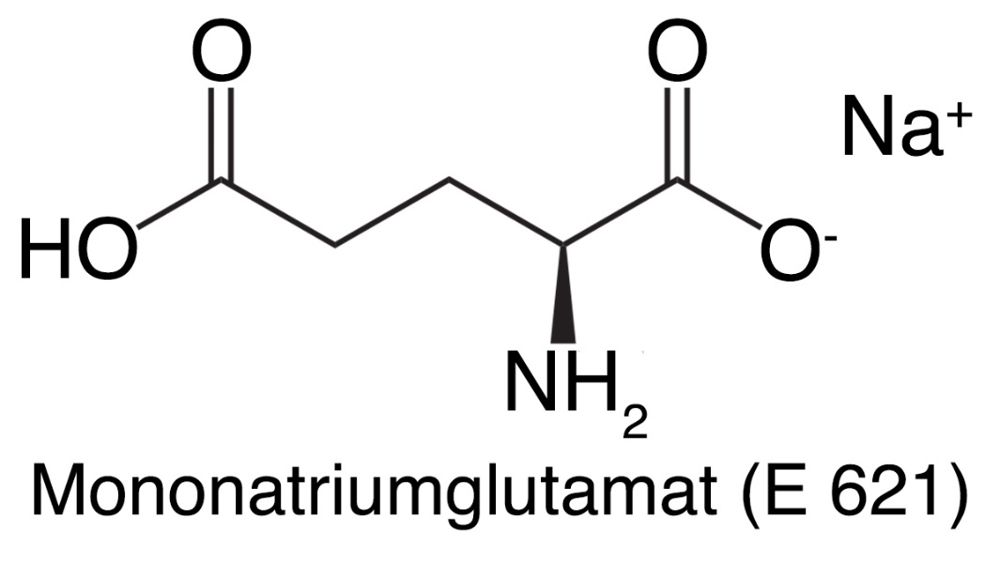 O O
Na⁺
HO O⁻
NH₂
Mononatriumglutamat (E 621)